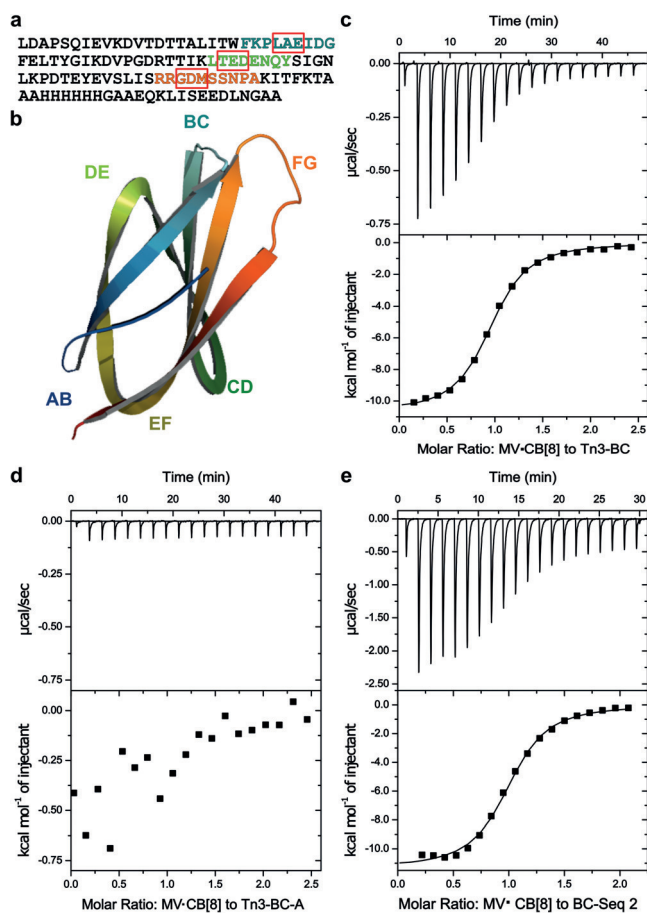 a
LDAPSQIEVKDVTDTTALITWFKPLAEIDG
FELTYGIKDVPGDRTTIKLTEDENQYSIGN
LKPDTEYEVSLISRRGDMSSNPAKITFKTA
AAHHHHHHGAAEQKLISEEDLNGAA
b
BC
DE
FG
AB
EF
CD
c
Time (min)
0 10 20 30 40
0.00
-0.25
-0.50
-0.75
µcal/sec
0.0
-2.0
-4.0
-6.0
-8.0
-10.0
kcal mol⁻¹ of injectant
0.0 0.5 1.0 1.5 2.0 2.5
Molar Ratio: MV•CB[8] to Tn3-BC
d
Time (min)
0 10 20 30 40
0.00
-0.25
-0.50
-0.75
µcal/sec
0.00
-0.25
-0.50
-0.75
kcal mol⁻¹ of injectant
0.0 0.5 1.0 1.5 2.0 2.5
Molar Ratio: MV·CB[8] to Tn3-BC-A
e
Time (min)
0 5 10 15 20 25 30
0.00
-0.50
-1.00
-1.50
-2.00
-2.50
µcal/sec
0.0
-2.0
-4.0
-6.0
-8.0
-10.0
kcal mol⁻¹ of injectant
0.0 0.5 1.0 1.5 2.0
Molar Ratio: MV• CB[8] to BC-Seq 2